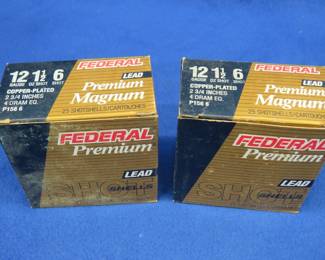 12 1½ 6
GAUGE OZ. SHOT SHOT
COPPER-PLATED
2 3/4 INCHES
4 DRAM EQ.
P156 6
FEDERAL
LEAD
Premium
Magnum
25 SHOTSHELLS/CARTOUCHES
FEDERAL
Premium
LEAD
SHOT
SHELLS
12 1½ 6
GAUGE OZ. SHOT SHOT
COPPER-PLATED
2 3/4 INCHES
4 DRAM EQ.
P156 6
FEDERAL
LEAD
Premium
Magnum
25 SHOTSHELLS/CARTOUCHES
FEDERAL
Premium
LEAD
SHOT
SHELLS